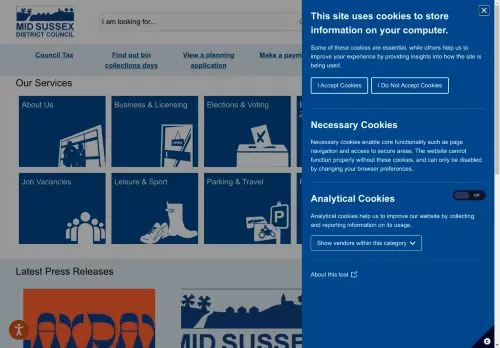 MID SUSSEX
DISTRICT COUNCIL
I am looking for...
Council Tax
Find out bin
collections days
View a planning
application
Make a paym
Our Services
About Us
Business & Licensing
Elections & Voting
Job Vacancies
Leisure & Sport
Parking & Travel
Latest Press Releases
MID SUSSEX
This site uses cookies to store
information on your computer.
Some of these cookies are essential, while others help us to
improve your experience by providing insights into how the site is
being used.
I Accept Cookies
I Do Not Accept Cookies
Necessary Cookies
Necessary cookies enable core functionality such as page
navigation and access to secure areas. The website cannot
function properly without these cookies, and can only be disabled
by changing your browser preferences.
Analytical Cookies
Off
Analytical cookies help us to improve our website by collecting
and reporting information on its usage.
Show vendors within this category
About this tool